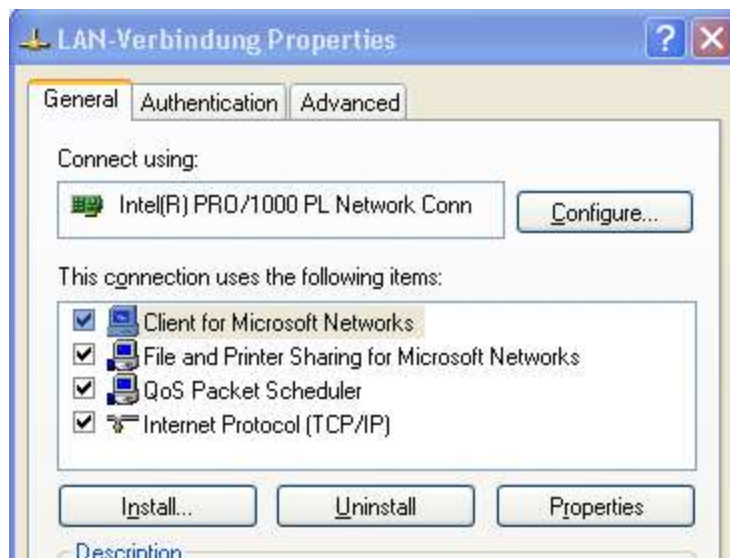 LAN-Verbindung Properties
General Authentication Advanced
Connect using:
Intel(R) PRO/1000 PL Network Conn
Configure...
This connection uses the following items:
Client for Microsoft Networks
File and Printer Sharing for Microsoft Networks
QoS Packet Scheduler
Internet Protocol (TCP/IP)
Install... Uninstall Properties
Description